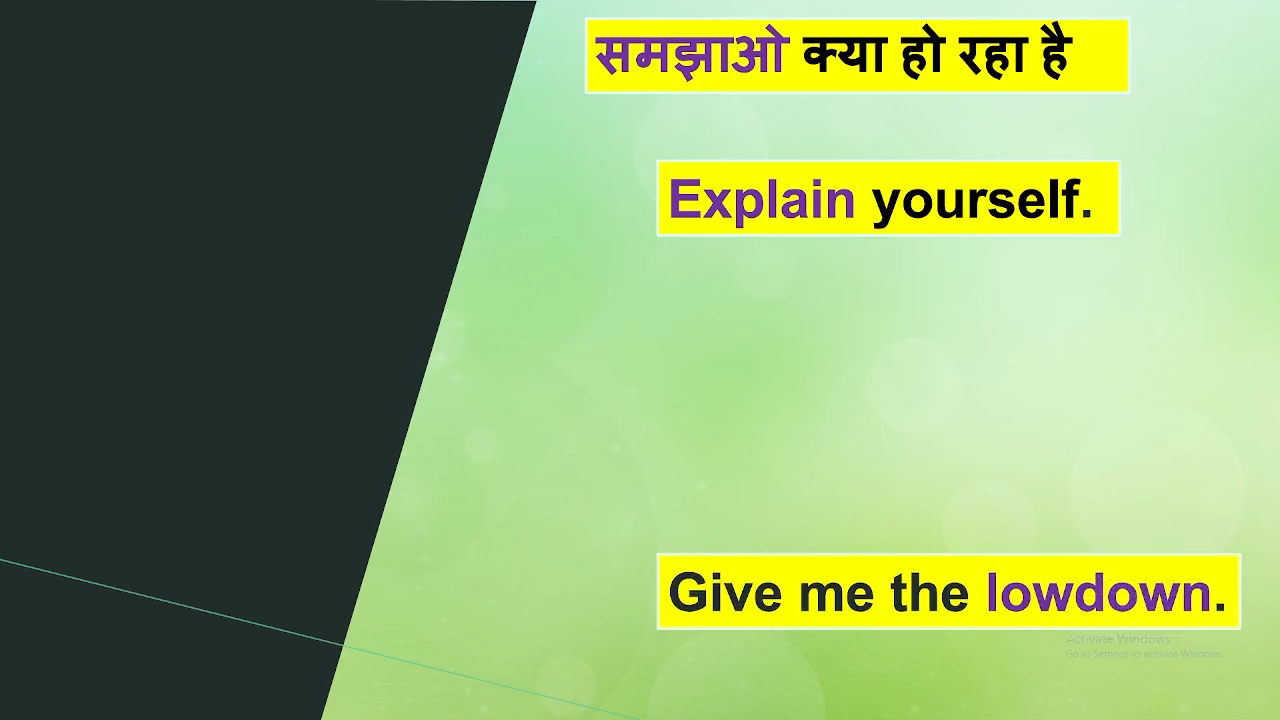 समझाओ क्या हो रहा है
Explain yourself.
Give me the lowdown.
Activate Windows
Go to Settings to activate Windows.